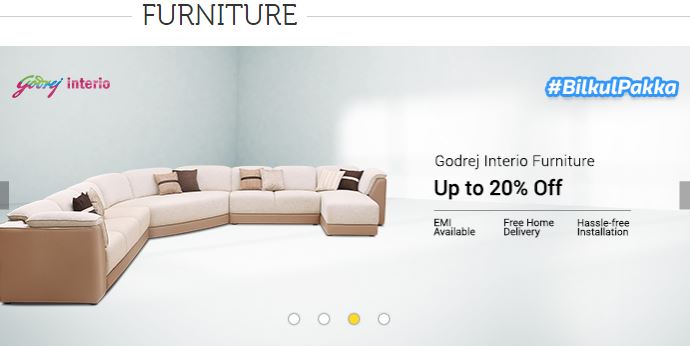 FURNITURE
Godrej interio
#BilkulPakka
Godrej Interio Furniture
Up to 20% Off
EMI
Available
Free Home
Delivery
Hassle-free
Installation